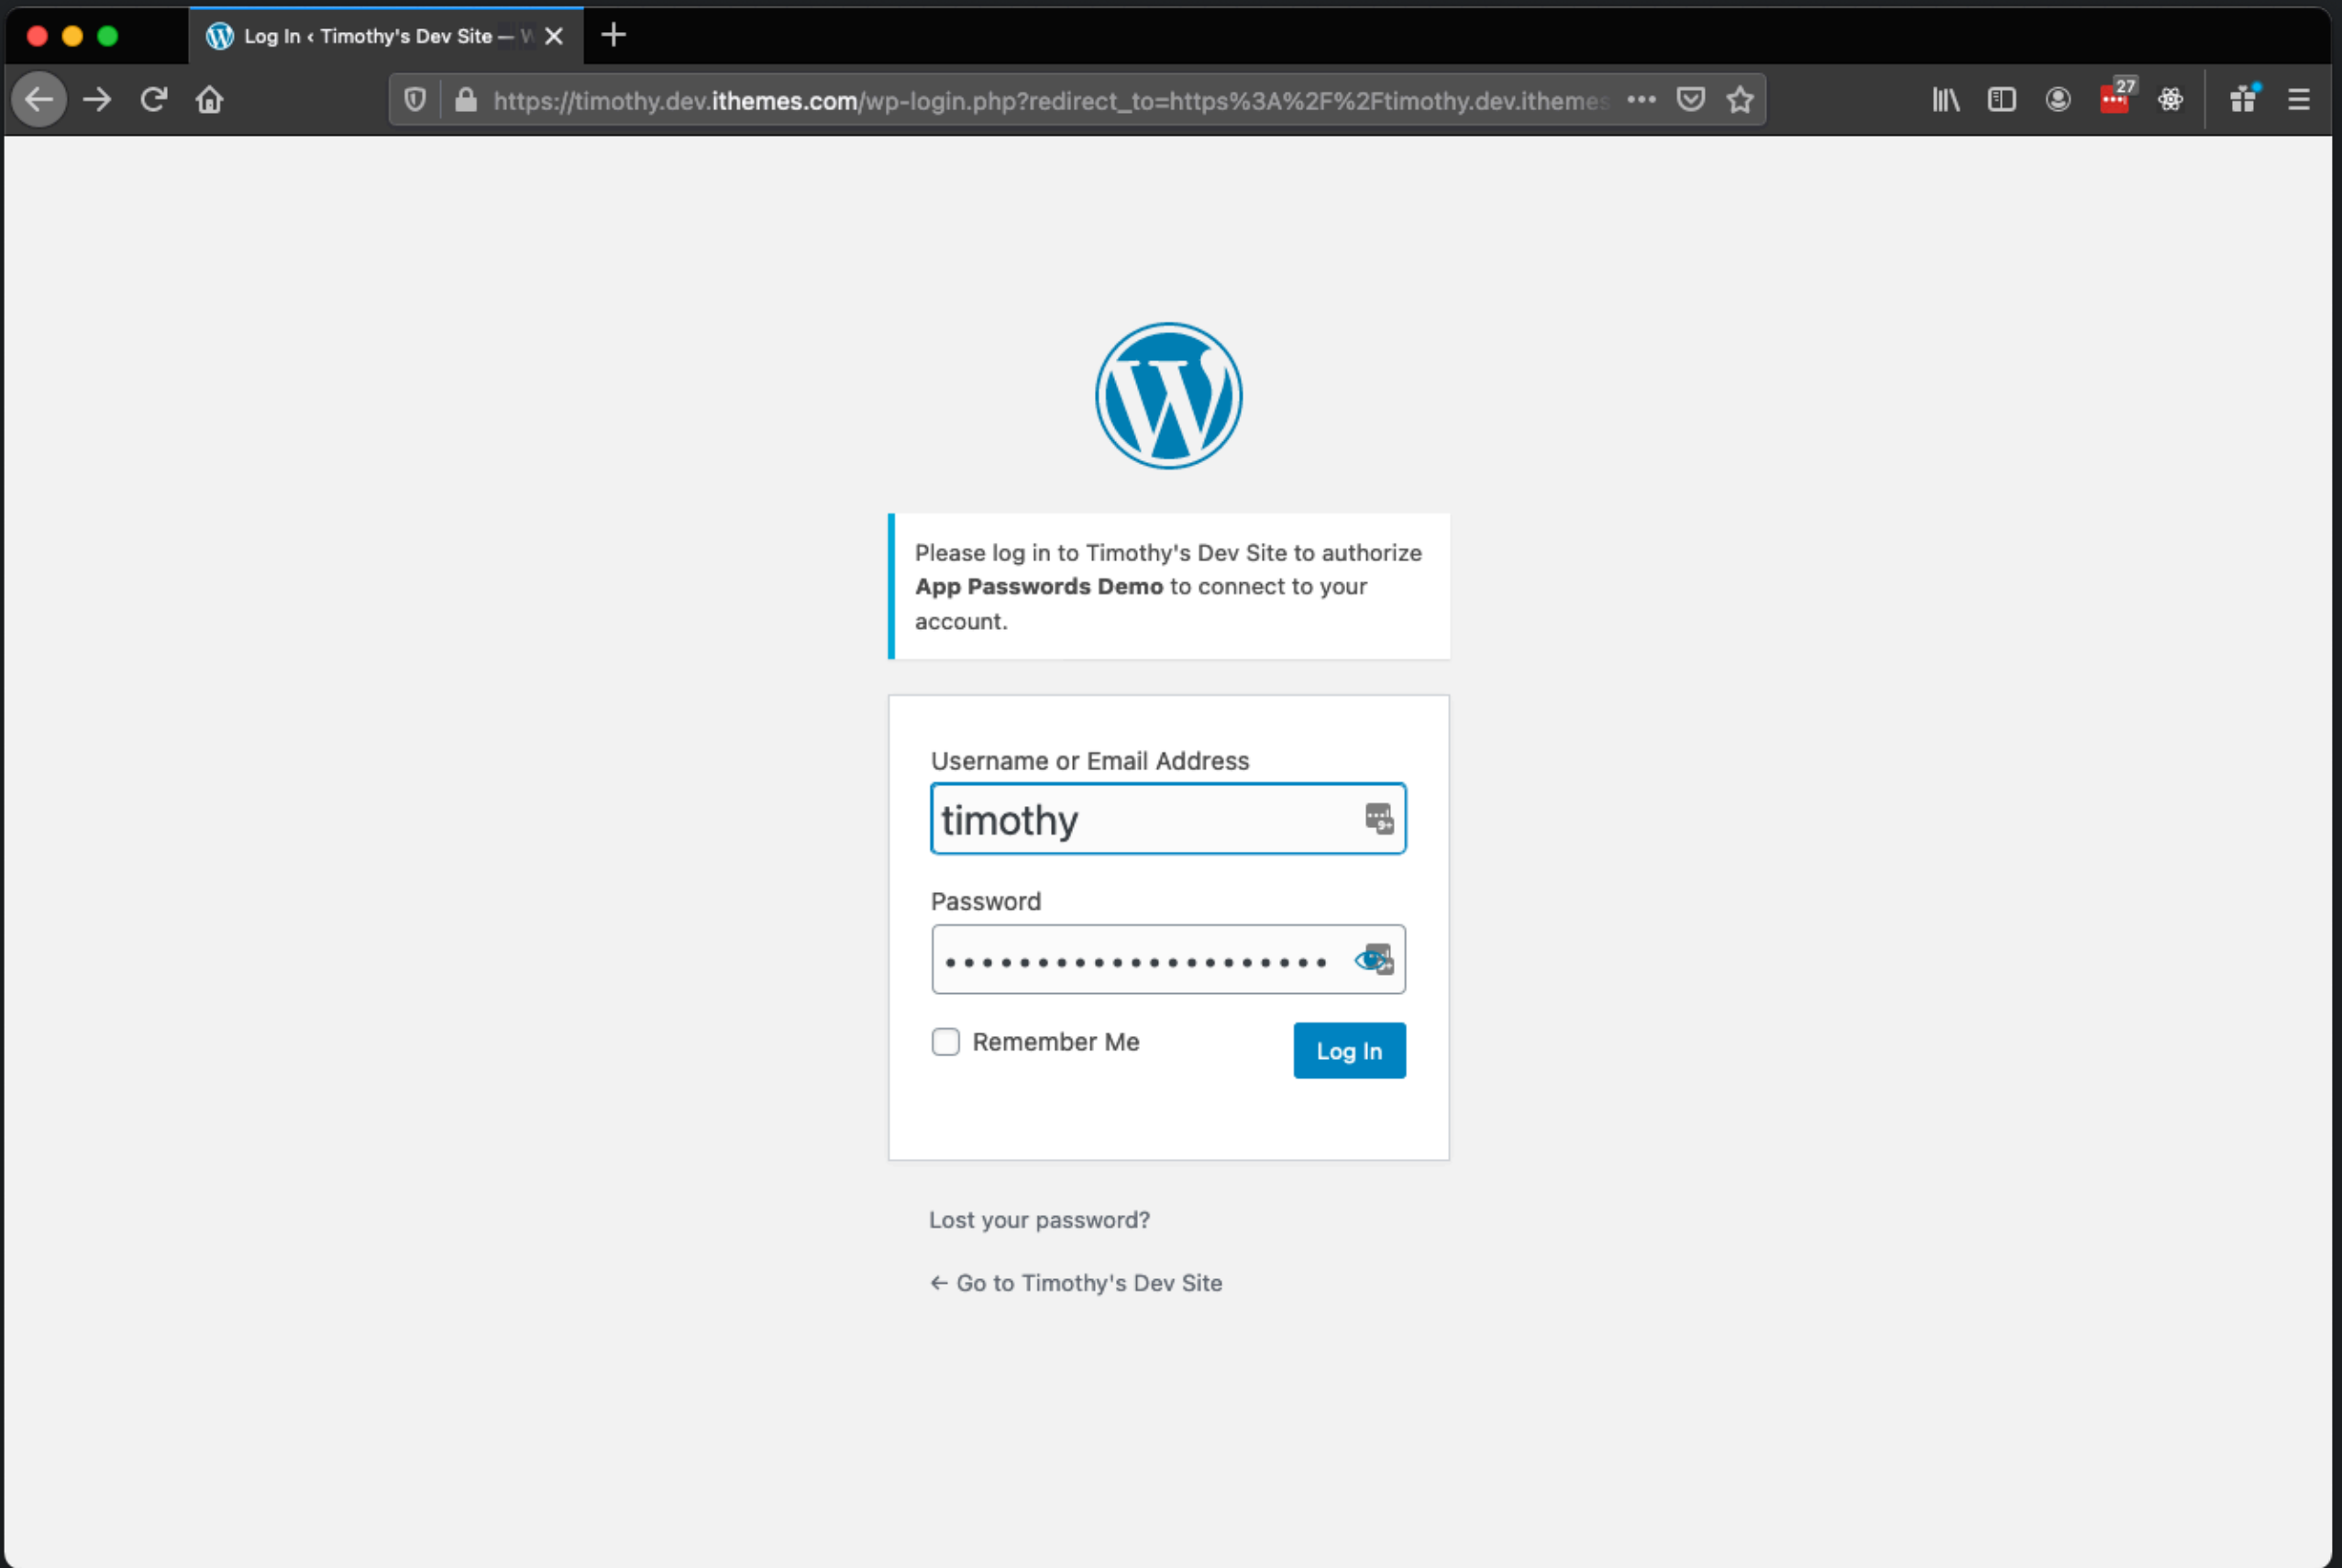 Log In ‹ Timothy's Dev Site — W
https://timothy.dev.ithemes.com/wp-login.php?redirect_to=https%3A%2F%2Ftimothy.dev.ithemes
27
Please log in to Timothy's Dev Site to authorize
App Passwords Demo to connect to your
account.
Username or Email Address
timothy
9+
Password
Remember Me
Log In
Lost your password?
← Go to Timothy's Dev Site